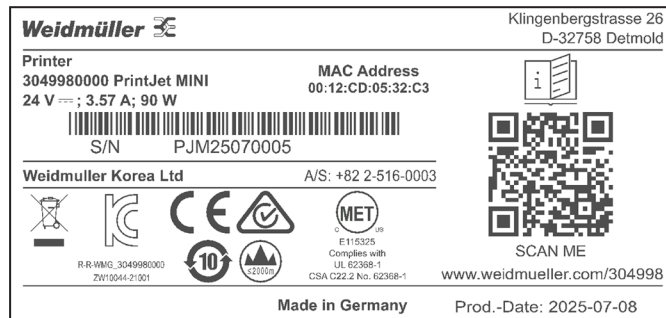 Weidmüller
Klingenbergstrasse 26
D-32758 Detmold
Printer
3049980000 PrintJet MINI
24 V ⎓; 3.57 A; 90 W
MAC Address
00:12:CD:05:32:C3
S/N PJM25070005
Weidmuller Korea Ltd
A/S: +82 2-516-0003
R-R-WMG_3049980000
ZW10044-21001
CE
10
≤2000m
C MET US
E115325
Complies with
UL 62368-1
CSA C22.2 No. 62368-1
i
SCAN ME
www.weidmueller.com/304998
Made in Germany
Prod.-Date: 2025-07-08